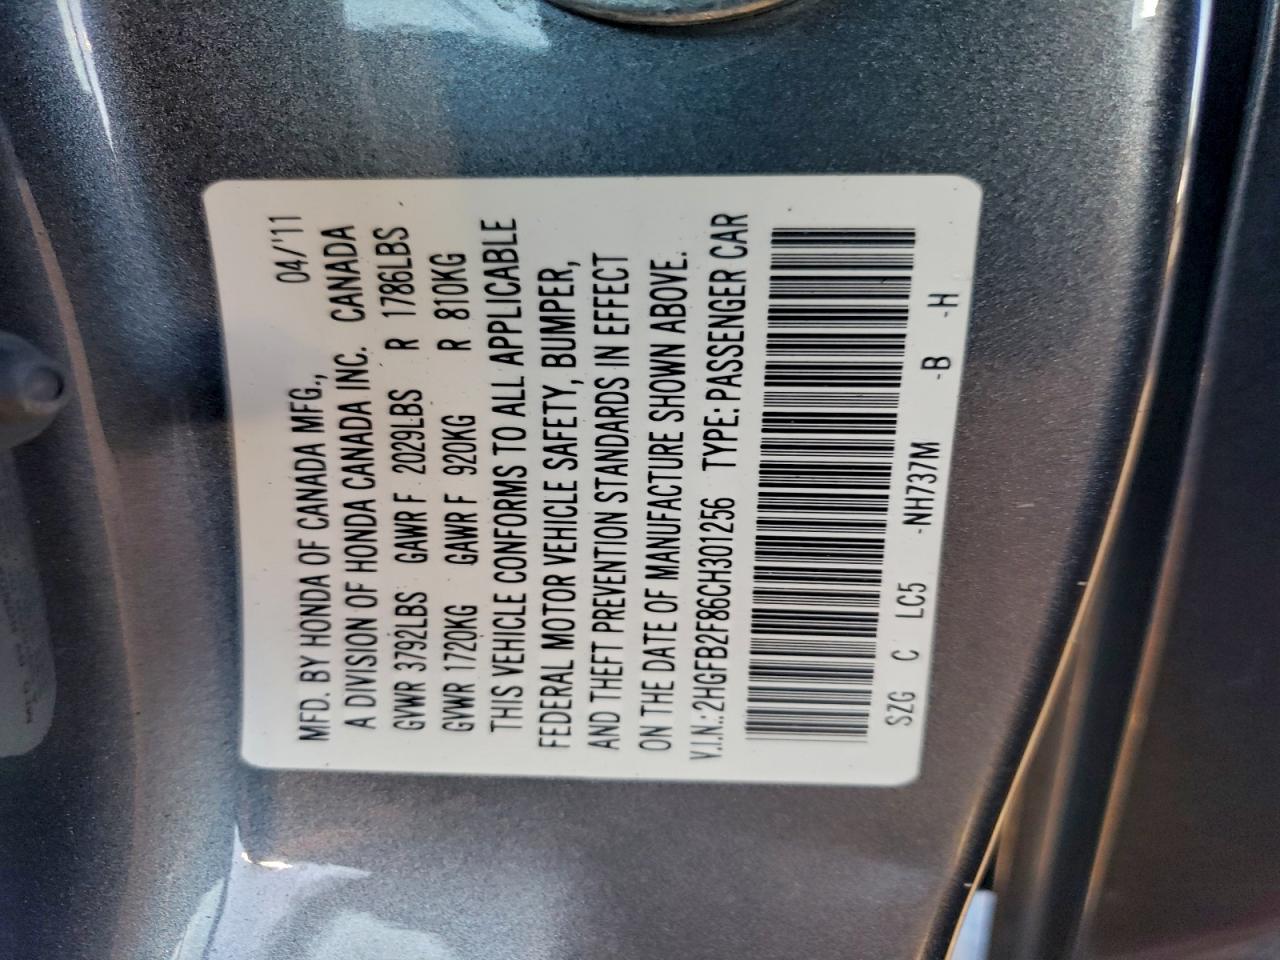 04/'11
MFD. BY HONDA OF CANADA MFG.,
A DIVISION OF HONDA CANADA INC. CANADA
GVWR 3792LBS GAWR F 2029LBS R 1786LBS
GVWR 1720KG GAWR F 920KG R 810KG
THIS VEHICLE CONFORMS TO ALL APPLICABLE
FEDERAL MOTOR VEHICLE SAFETY, BUMPER,
AND THEFT PREVENTION STANDARDS IN EFFECT
ON THE DATE OF MANUFACTURE SHOWN ABOVE.
V.I.N.: 2HGFB2F86CH301256 TYPE: PASSENGER CAR
SZG C LC5 -NH737M -B -H